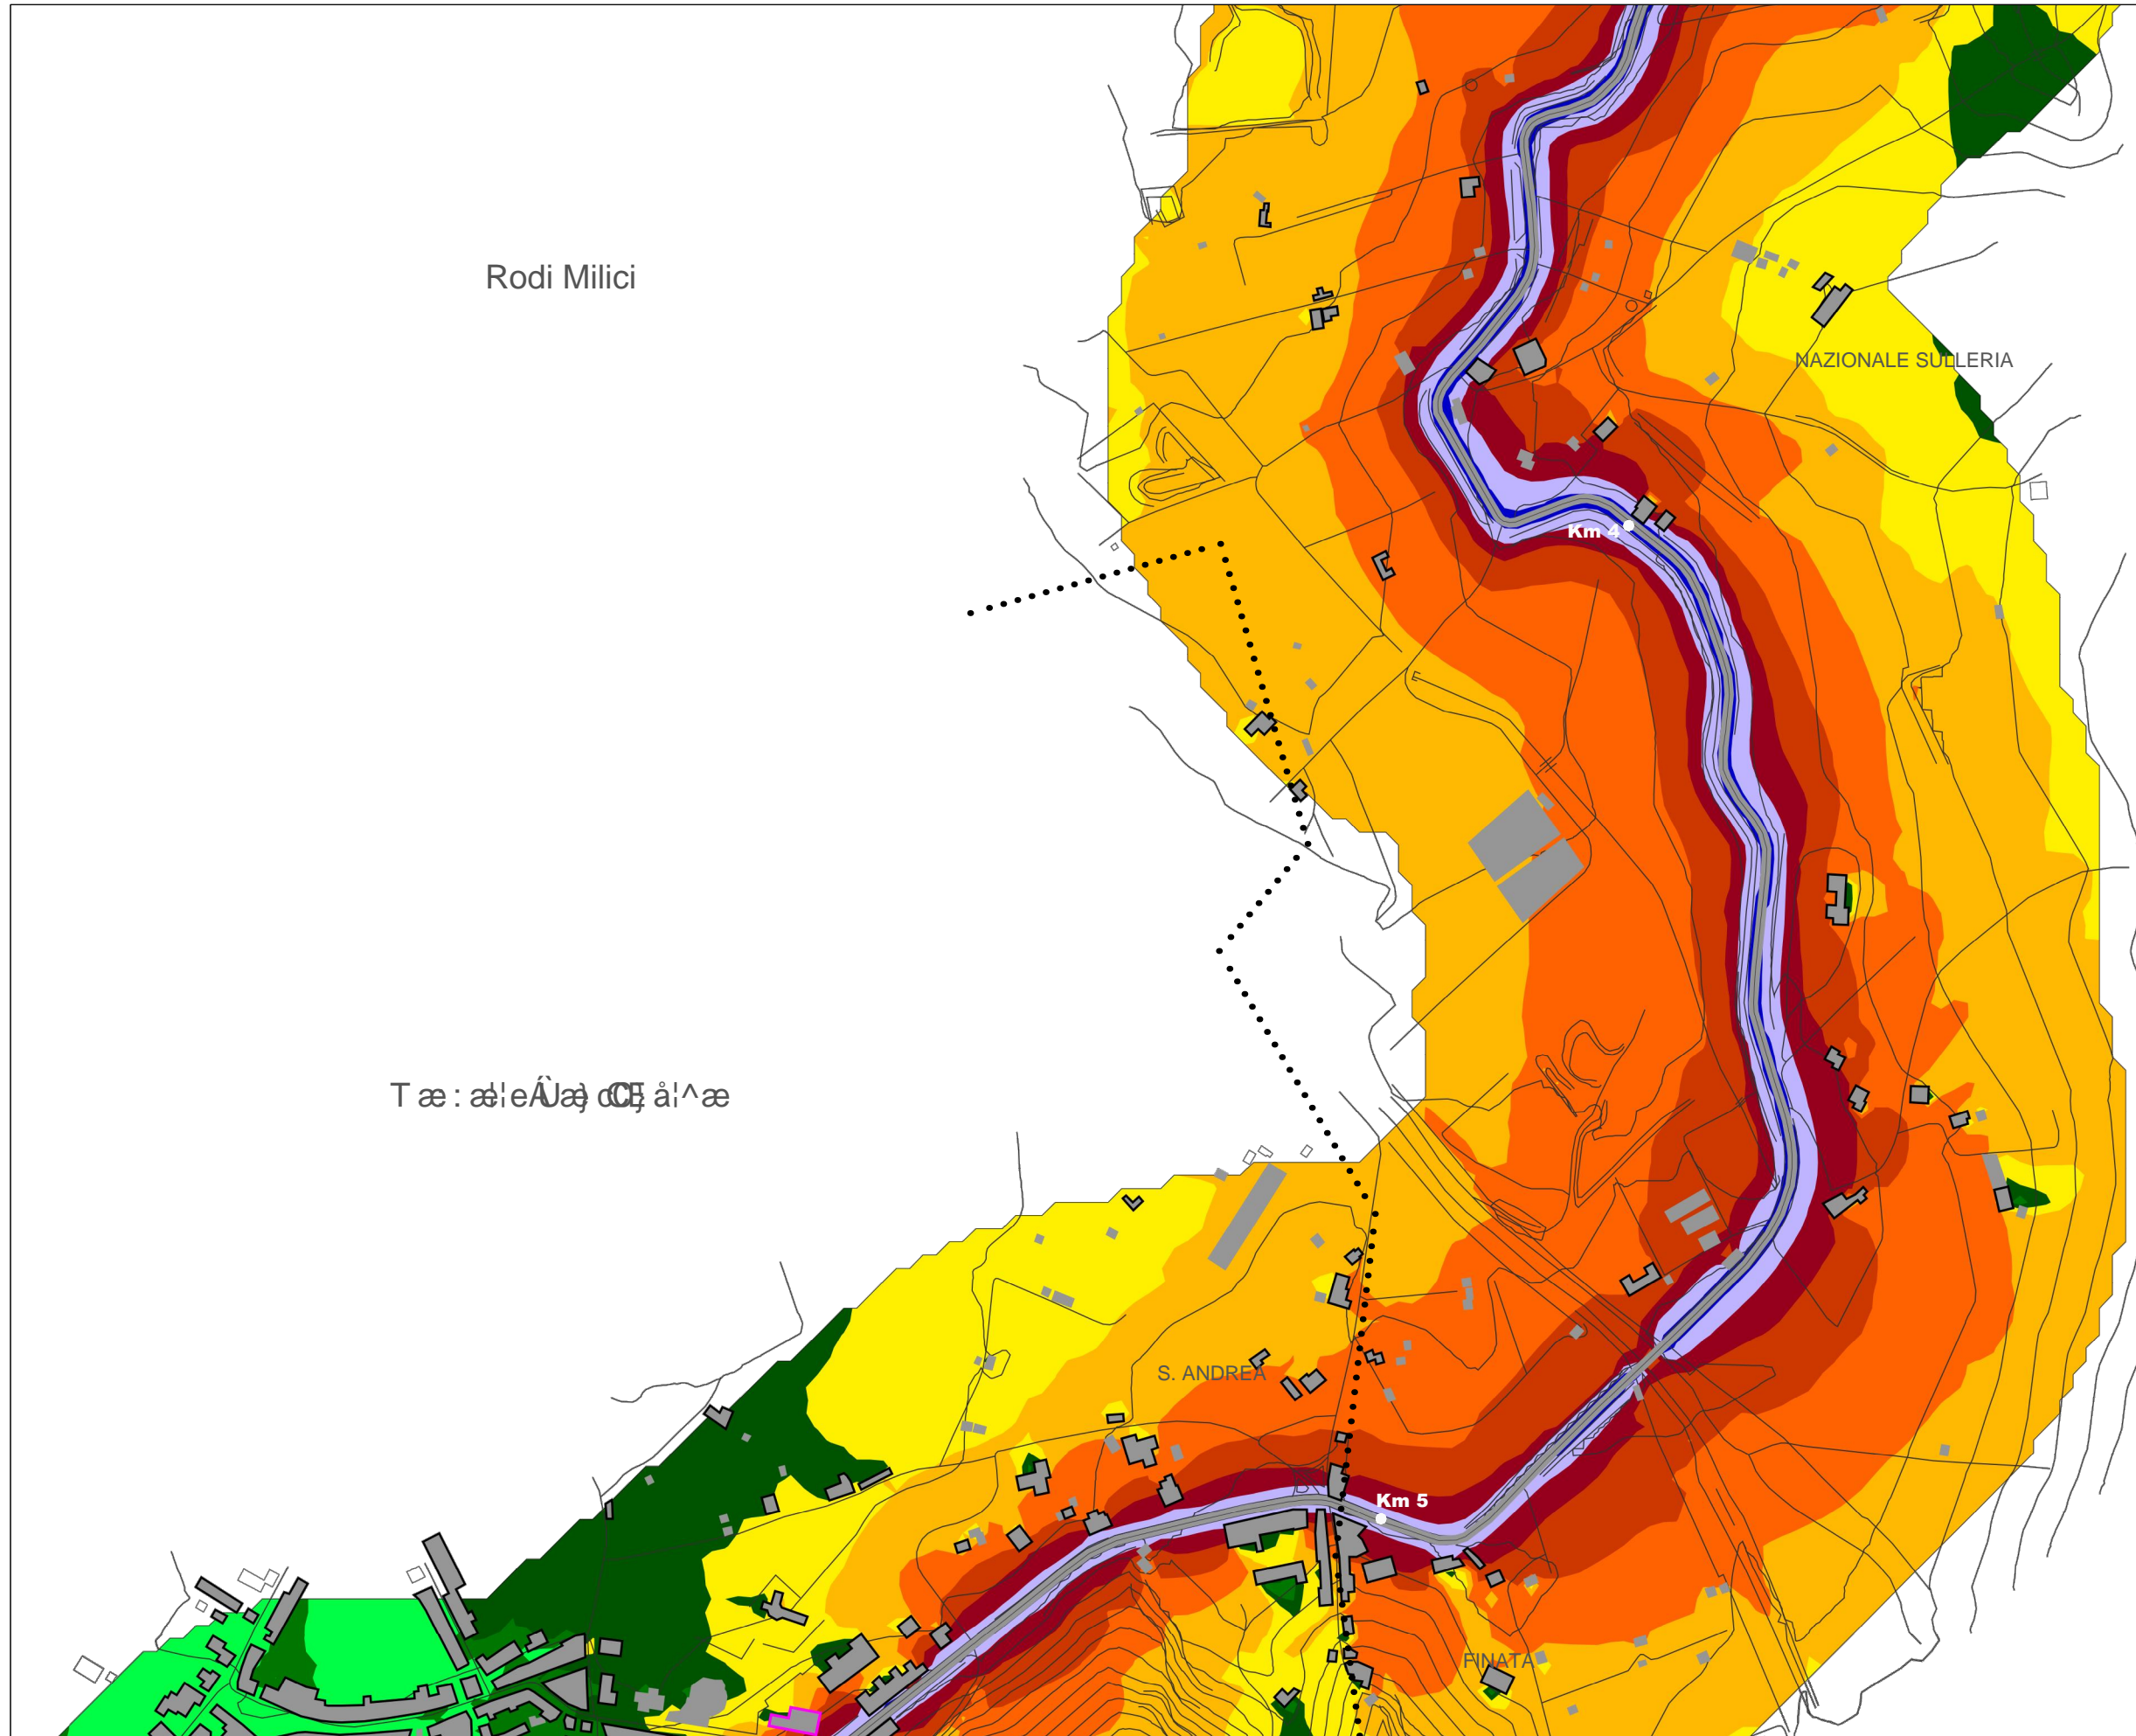 Rodi Milici
NAZIONALE SULLERIA
Km 4
S. ANDREA
Km 5
FINATA